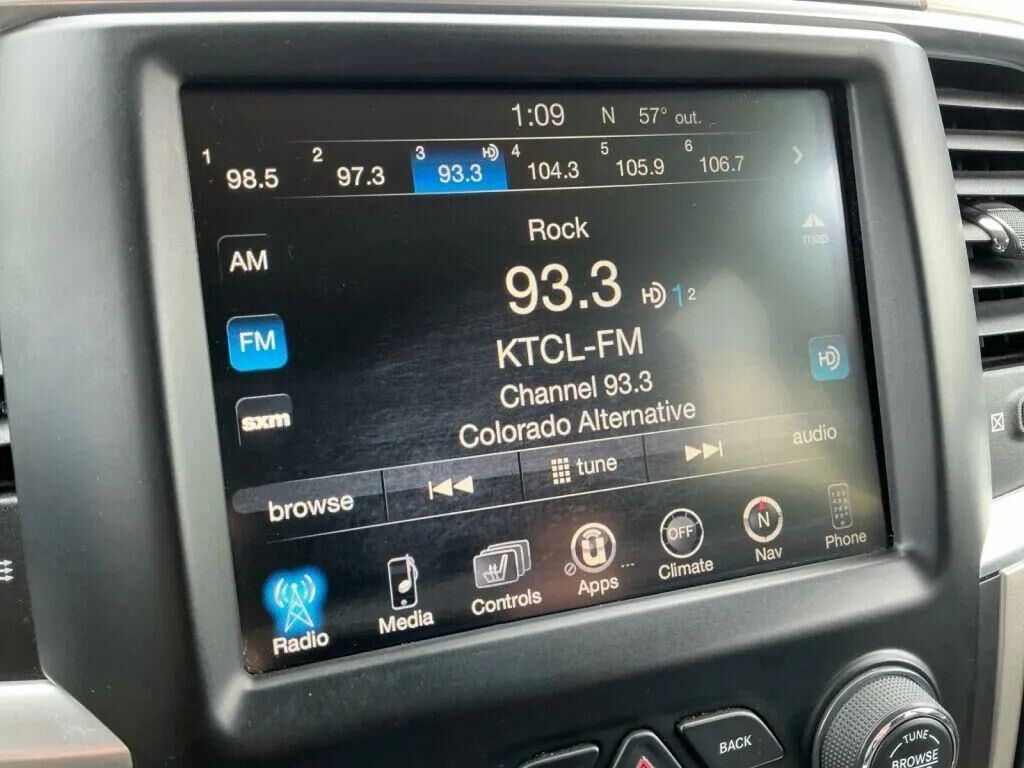 1:09 N 57° out.
1 98.5 2 97.3 3 93.3 HD 4 104.3 5 105.9 6 106.7
Rock
map
AM
93.3 HD 1 2
FM
KTCL-FM
HD
Channel 93.3
sxm
Colorado Alternative
browse tune audio
Radio Media Controls Apps OFF Climate N Nav Phone
BACK
TUNE
BROWSE